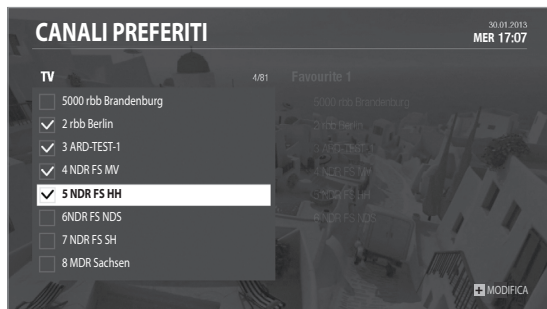 CANALI PREFERITI
30.01.2013
MER 17:07
TV
4/81
5000 rbb Brandenburg
2 rbb Berlin
3 ARD-TEST-1
4 NDR FS MV
5 NDR FS HH
6NDR FS NDS
7 NDR FS SH
8 MDR Sachsen
Favourite 1
5000 rbb Brandenburg
2 rbb Berlin
3 ARD-TEST-1
4 NDR FS MV
5 NDR FS HH
6 NDR FS NDS
+ MODIFICA